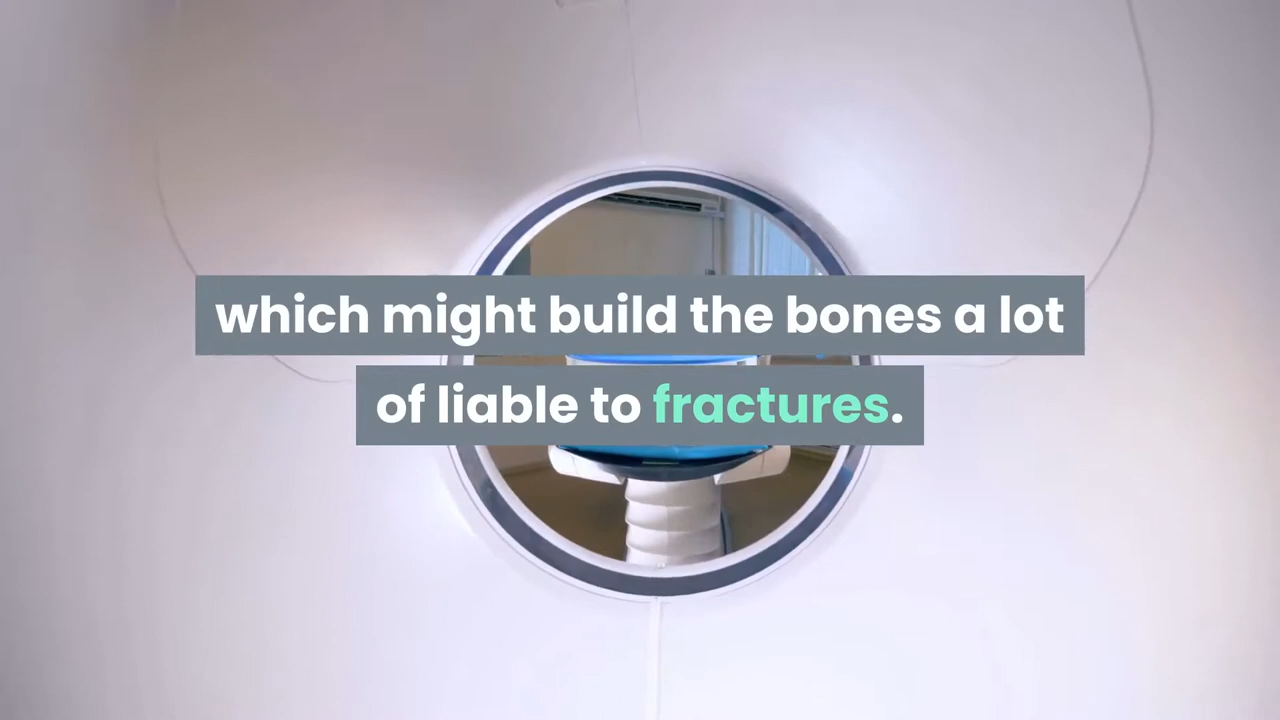 which might build the bones a lot
of liable to fractures.